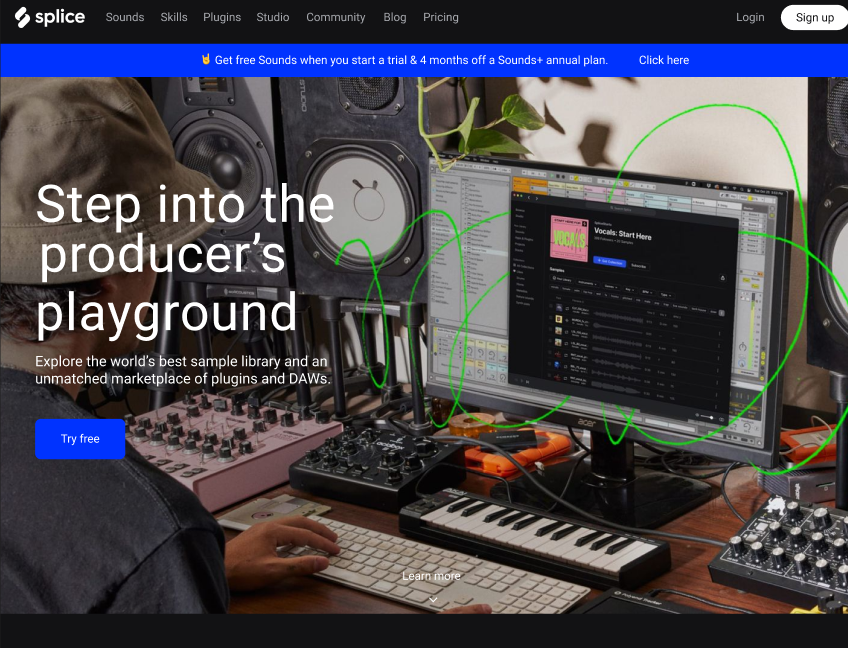 splice
Sounds
Skills
Plugins
Studio
Community
Blog
Pricing
Login
Sign up
🤘 Get free Sounds when you start a trial & 4 months off a Sounds+ annual plan.
Click here
Step into the
producer's
playground
Explore the world's best sample library and an
unmatched marketplace of plugins and DAWs.
Try free
VOCALS
Vocals: Start Here
Samples
acer
Learn more